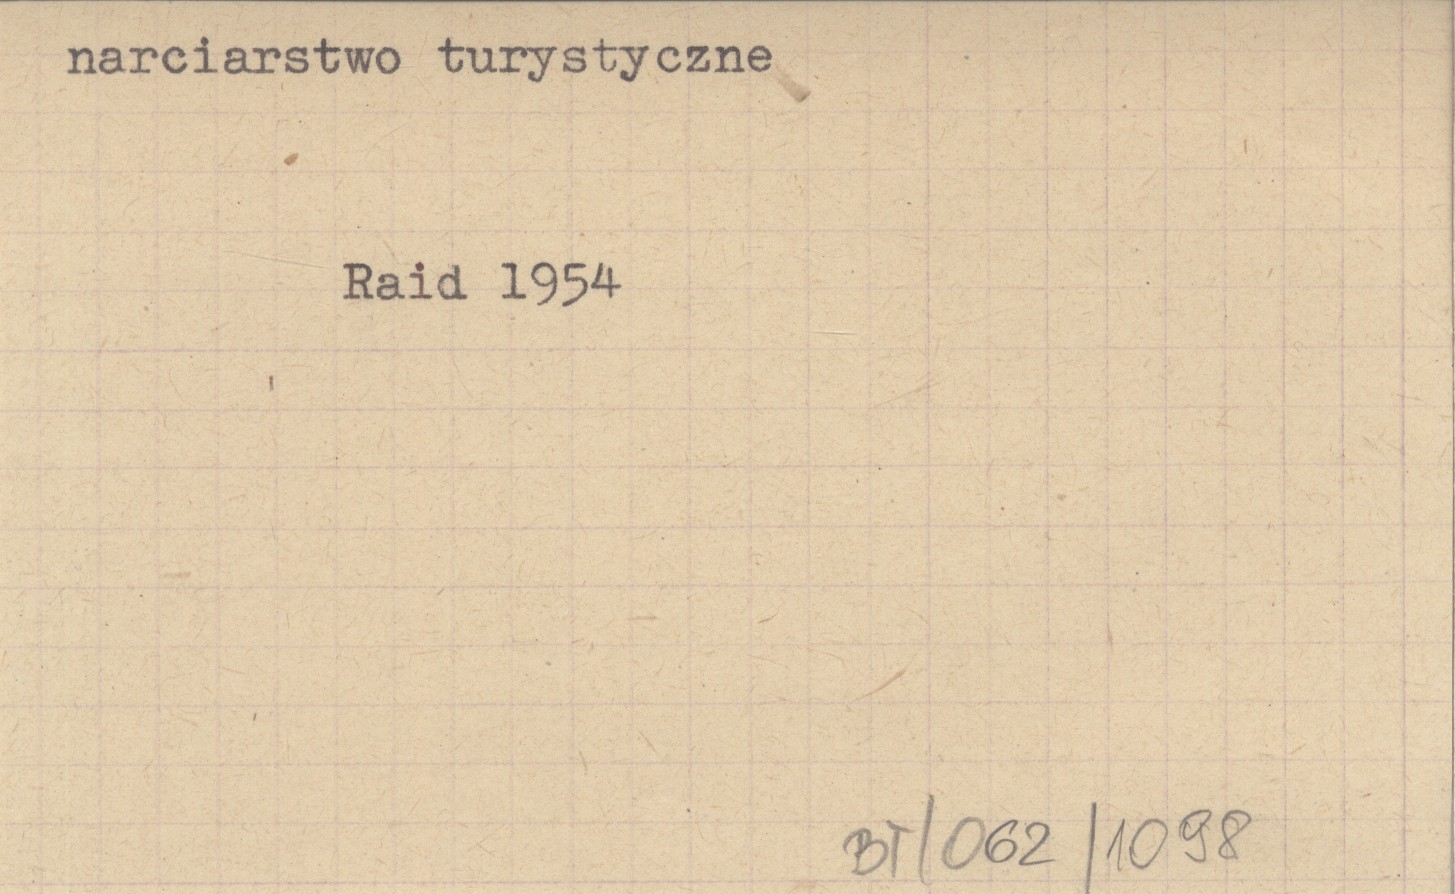 narciarstwo turystyczne
Raid 1954
BT/062/1098